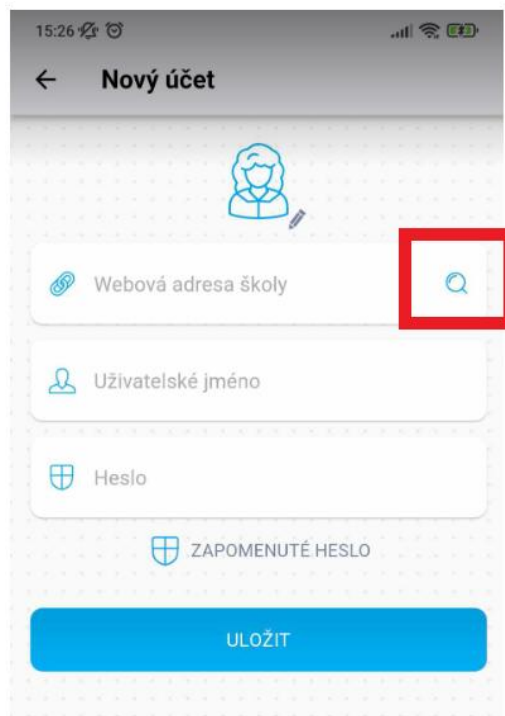 15:26
Nový účet
Webová adresa školy
Uživatelské jméno
Heslo
ZAPOMENUTÉ HESLO
ULOŽIT